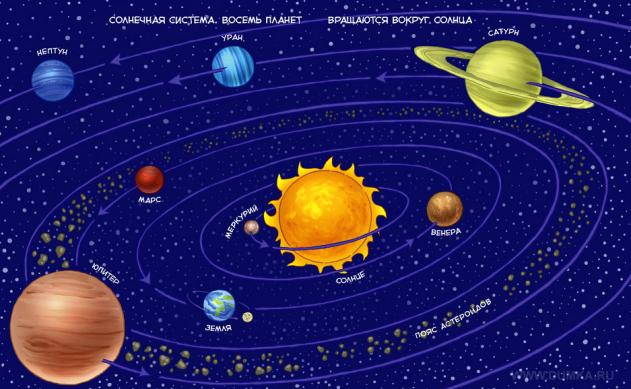 СОЛНЕЧНАЯ СИСТЕМА. ВОСЕМЬ ПЛАНЕТ ВРАЩАЮТСЯ ВОКРУГ СОЛНЦА
НЕПТУН
УРАН
САТУРН
МАРС
МЕРКУРИЙ
ВЕНЕРА
СОЛНЦЕ
ЮПИТЕР
ЗЕМЛЯ
ПОЯС АСТЕРОИДОВ